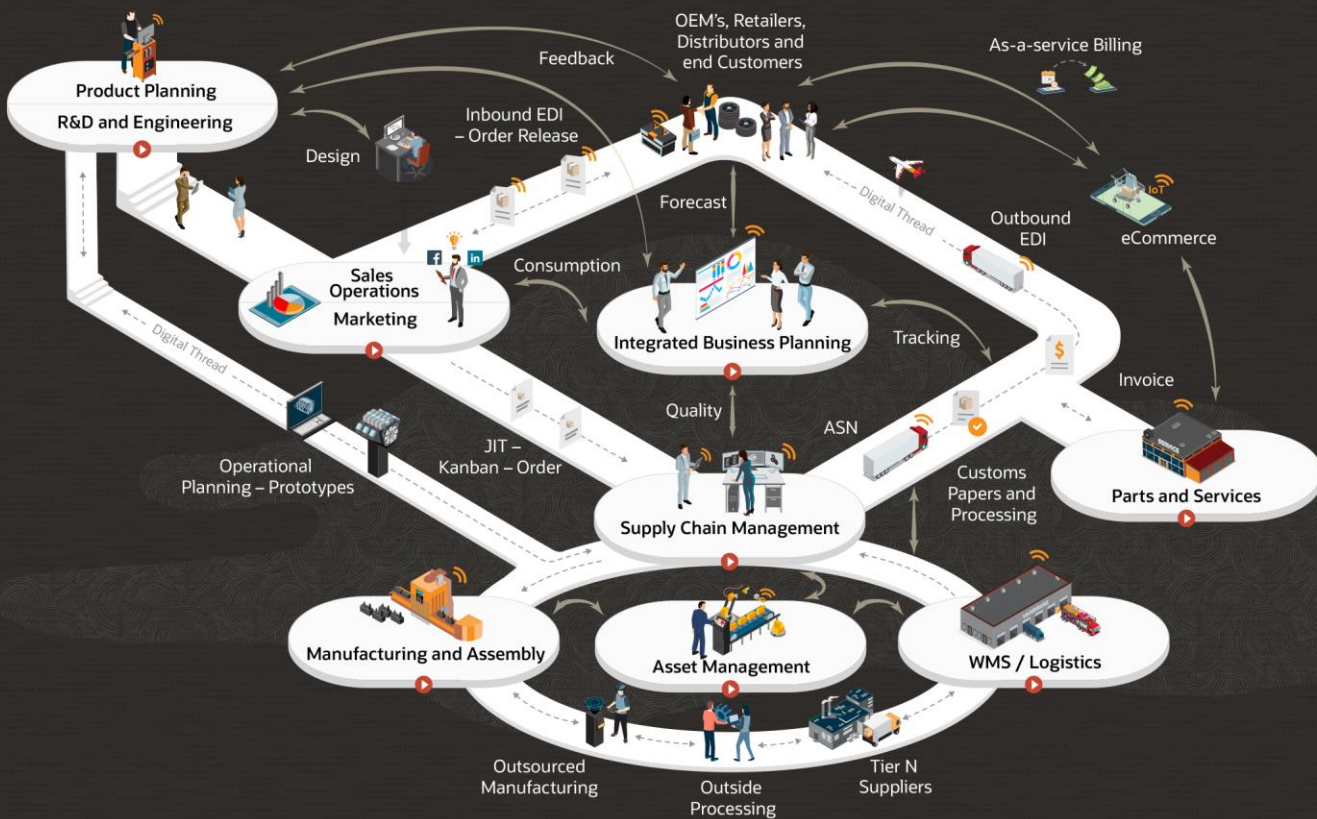 OEM's, Retailers,
Distributors and
end Customers
As-a-service Billing
Feedback
Product Planning
R&D and Engineering
Inbound EDI
– Order Release
Design
IoT
Forecast
Digital Thread
Outbound
EDI
eCommerce
Sales
Operations
Marketing
Consumption
Integrated Business Planning
Tracking
Digital Thread
Invoice
Quality
ASN
JIT –
Kanban – Order
Operational
Planning – Prototypes
Customs
Papers and
Processing
Parts and Services
Supply Chain Management
Manufacturing and Assembly
Asset Management
WMS / Logistics
Outsourced
Manufacturing
Outside
Processing
Tier N
Suppliers